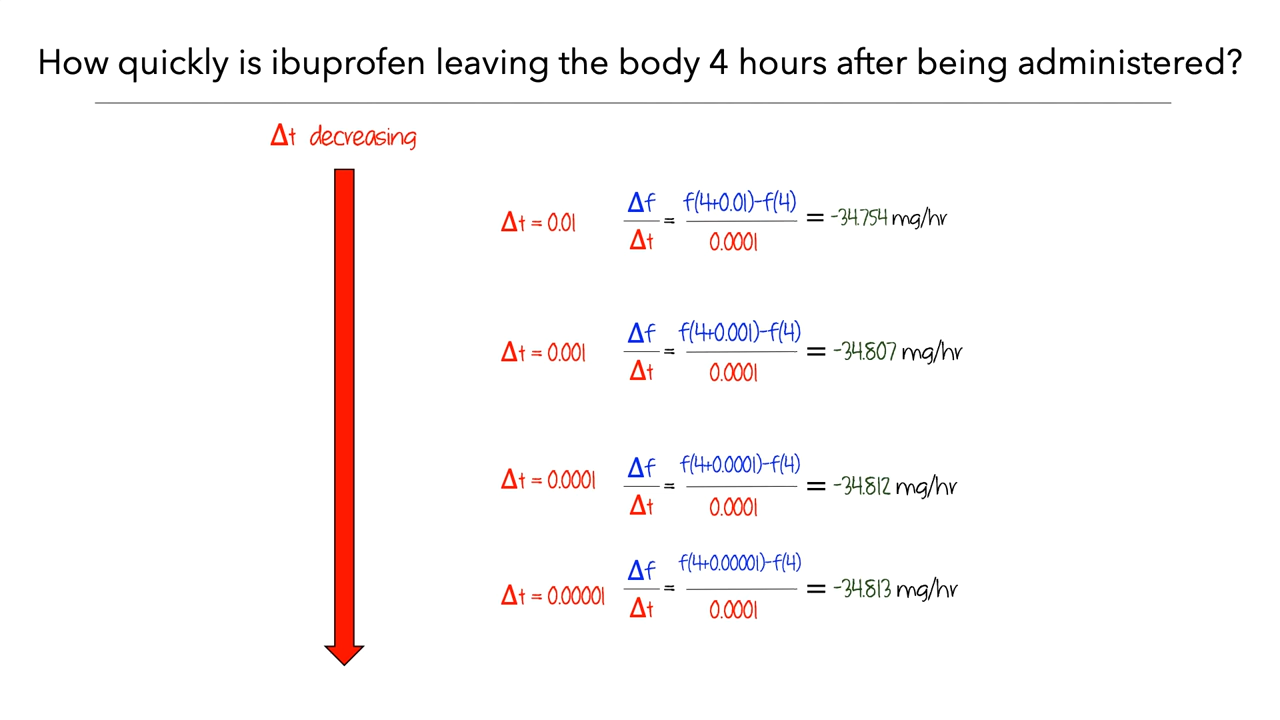 How quickly is ibuprofen leaving the body 4 hours after being administered?
Δt decreasing
Δt = 0.01
Δf
Δt
=
f(4+0.01)-f(4)
0.0001
= -34.754 mg/hr
Δt = 0.001
Δf
Δt
=
f(4+0.001)-f(4)
0.0001
= -34.807 mg/hr
Δt = 0.0001
Δf
Δt
=
f(4+0.0001)-f(4)
0.0001
= -34.812 mg/hr
Δt = 0.00001
Δf
Δt
=
f(4+0.00001)-f(4)
0.0001
= -34.813 mg/hr